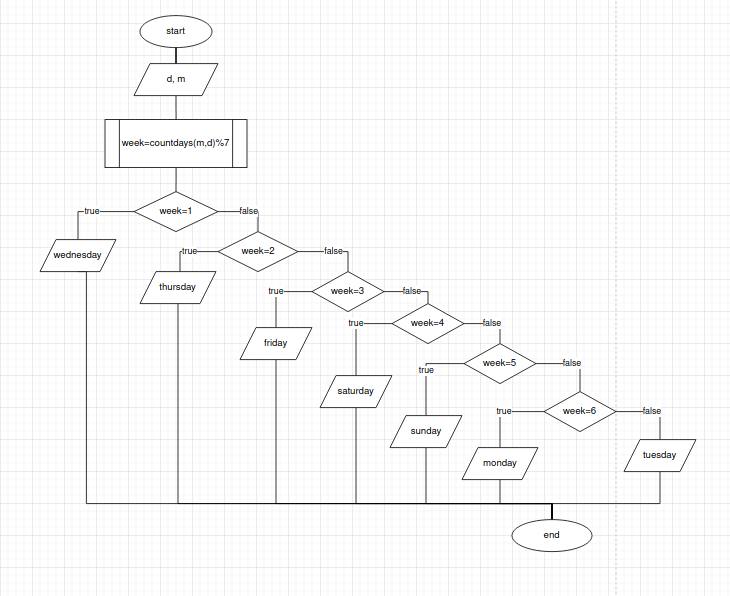 start
d, m
week=countdays(m,d)%7
true
week=1
false
wednesday
true
week=2
false
thursday
true
week=3
false
friday
true
week=4
false
saturday
true
week=5
false
sunday
true
week=6
false
monday
tuesday
end